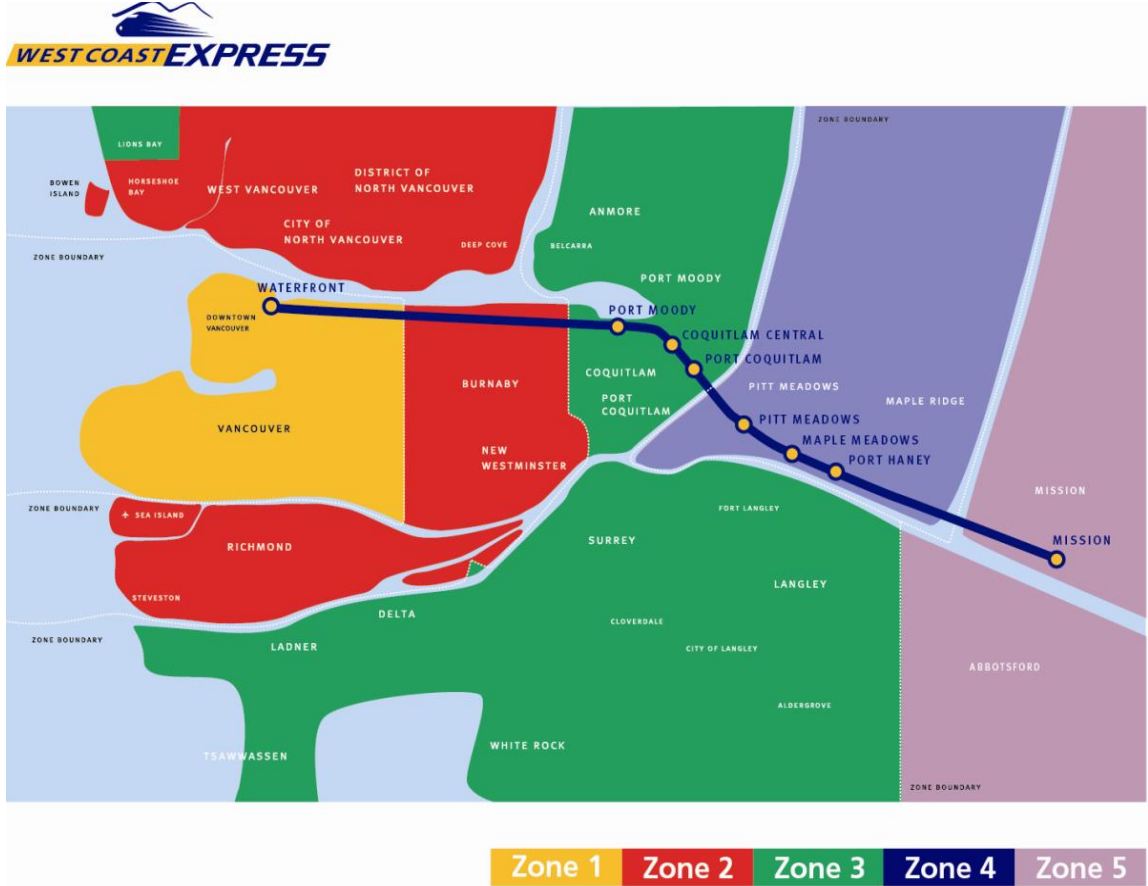 WEST COAST EXPRESS
ZONE BOUNDARY
LIONS BAY
BOWEN
ISLAND
HORSESHOE
BAY
WEST VANCOUVER
DISTRICT OF
NORTH VANCOUVER
CITY OF
NORTH VANCOUVER
DEEP COVE
ANMORE
BELCARRA
PORT MOODY
ZONE BOUNDARY
WATERFRONT
DOWNTOWN
VANCOUVER
PORT MOODY
COQUITLAM CENTRAL
PORT COQUITLAM
COQUITLAM
PORT
COQUITLAM
BURNABY
PITT MEADOWS
MAPLE RIDGE
PITT MEADOWS
MAPLE MEADOWS
PORT HANEY
VANCOUVER
NEW
WESTMINSTER
MISSION
ZONE BOUNDARY
SEA ISLAND
FORT LANGLEY
RICHMOND
SURREY
MISSION
STEVESTON
LANGLEY
DELTA
CLOVERDALE
ZONE BOUNDARY
LADNER
CITY OF LANGLEY
ABBOTSFORD
ALDERGROVE
TSAWWASSEN
WHITE ROCK
ZONE BOUNDARY
Zone 1 Zone 2 Zone 3 Zone 4 Zone 5